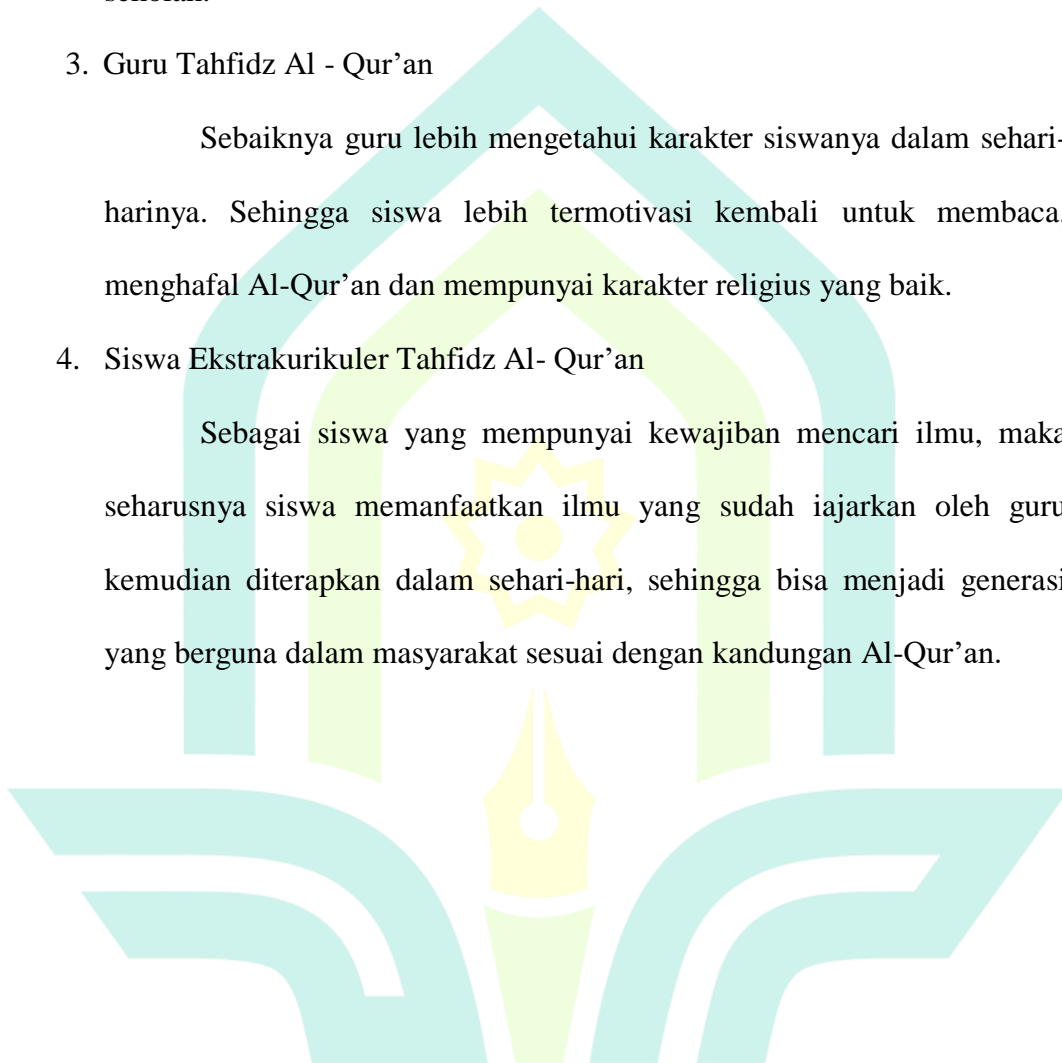 3. Guru Tahfidz Al - Qur’an
Sebaiknya guru lebih mengetahui karakter siswanya dalam sehari-
harinya. Sehingga siswa lebih termotivasi kembali untuk membaca,
menghafal Al-Qur’an dan mempunyai karakter religius yang baik.
4. Siswa Ekstrakurikuler Tahfidz Al- Qur’an
Sebagai siswa yang mempunyai kewajiban mencari ilmu, maka
seharusnya siswa memanfaatkan ilmu yang sudah iajarkan oleh guru
kemudian diterapkan dalam sehari-hari, sehingga bisa menjadi generasi
yang berguna dalam masyarakat sesuai dengan kandungan Al-Qur’an.